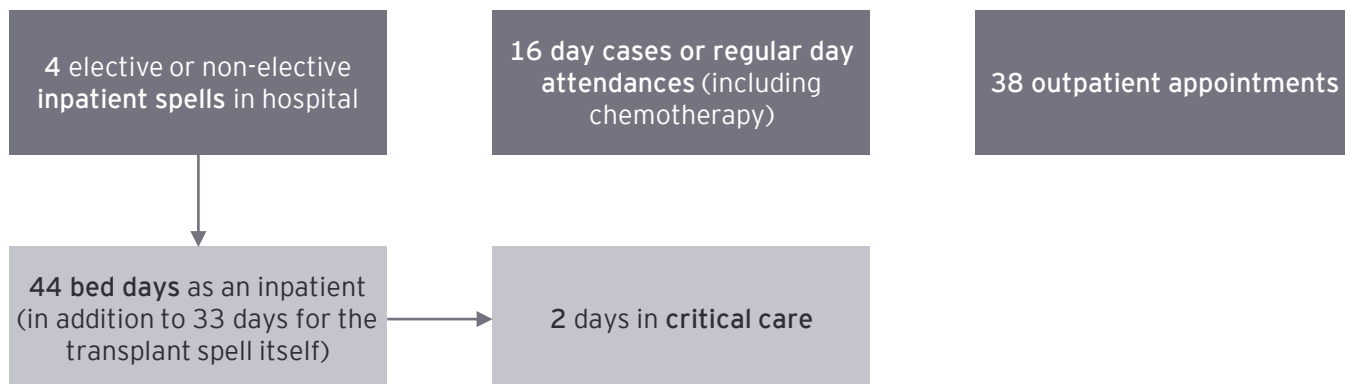 4 elective or non-elective
inpatient spells in hospital
16 day cases or regular day
attendances (including
chemotherapy)
38 outpatient appointments
44 bed days as an inpatient
(in addition to 33 days for the
transplant spell itself)
2 days in critical care